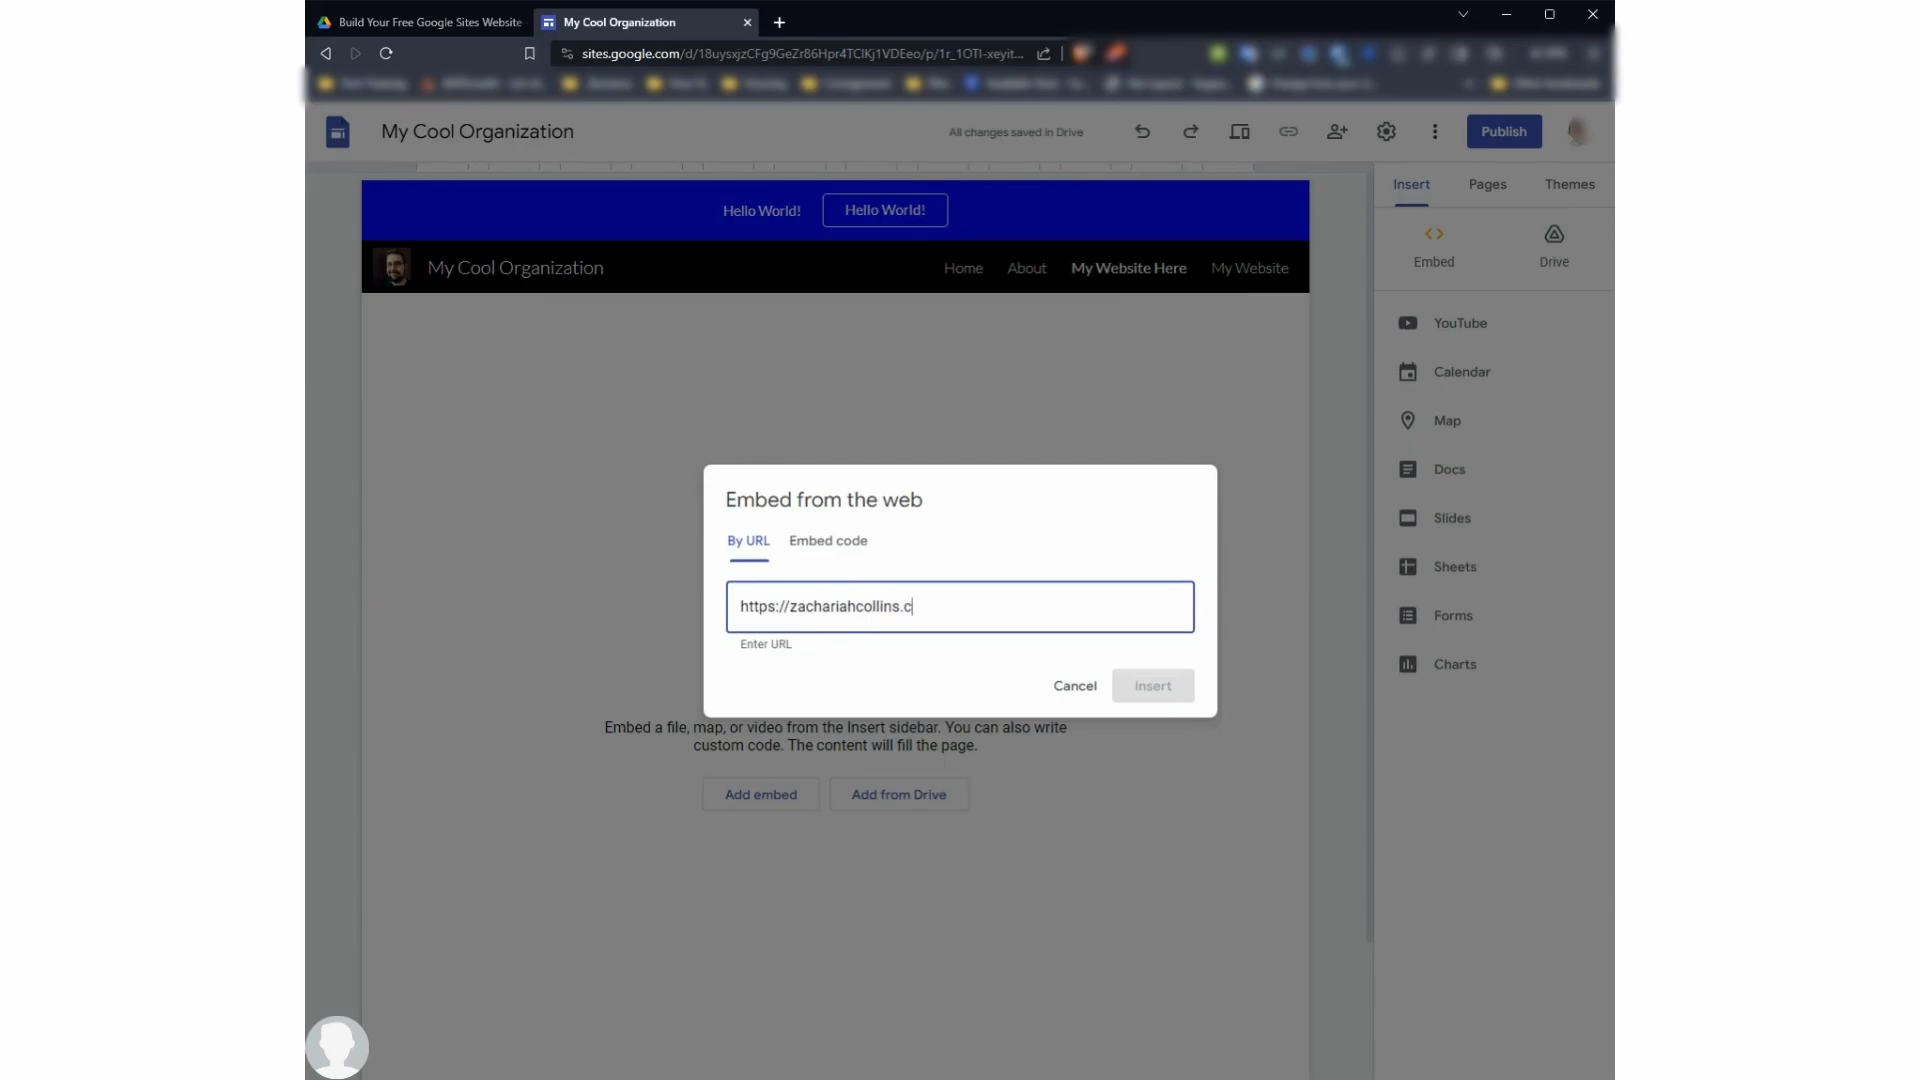 Build Your Free Google Sites Website
My Cool Organization
sites.google.com/d/18uysxjzCFg9GeZr86Hpr4TClKj1VDEeo/p/1r_1OTI-xeyit...
My Cool Organization
All changes saved in Drive
Publish
Insert
Pages
Themes
Hello World!
Hello World!
Embed
Drive
My Cool Organization
Home
About
My Website Here
My Website
YouTube
Calendar
Map
Docs
Slides
Sheets
Forms
Charts
Embed from the web
By URL
Embed code
https://zachariahcollins.c
Enter URL
Cancel
Insert
Embed a file, map, or video from the Insert sidebar. You can also write
custom code. The content will fill the page.
Add embed
Add from Drive